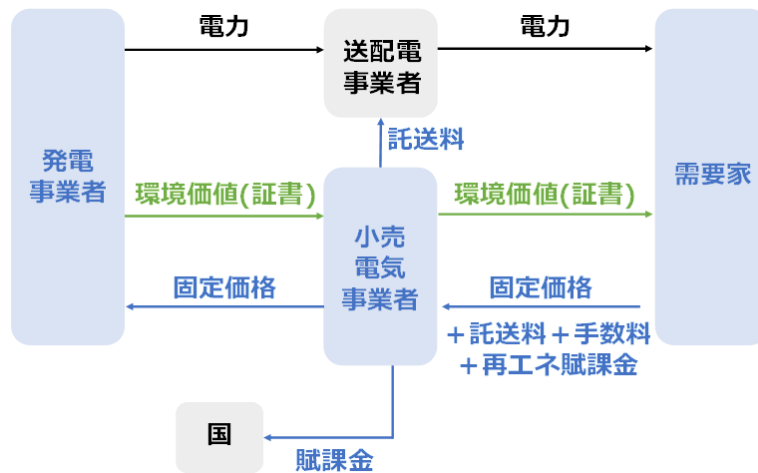 電力
電力
送配電
事業者
託送料
発電
事業者
需要家
環境価値(証書)
環境価値(証書)
小売
電気
事業者
固定価格
固定価格
＋託送料＋手数料
＋再エネ賦課金
国
賦課金